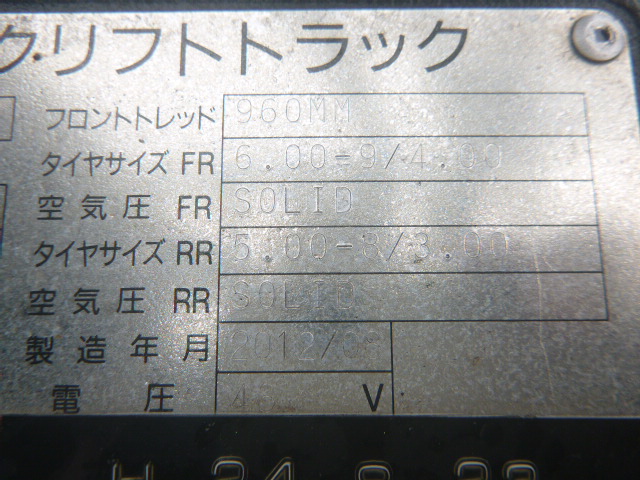 クリフトトラック
フロントトレッド 960MM
タイヤサイズ FR 6.00-9/4.00
空気圧 FR SOLID
タイヤサイズ RR 5.00-8/3.00
空気圧 RR SOLID
製造年月
電圧 V